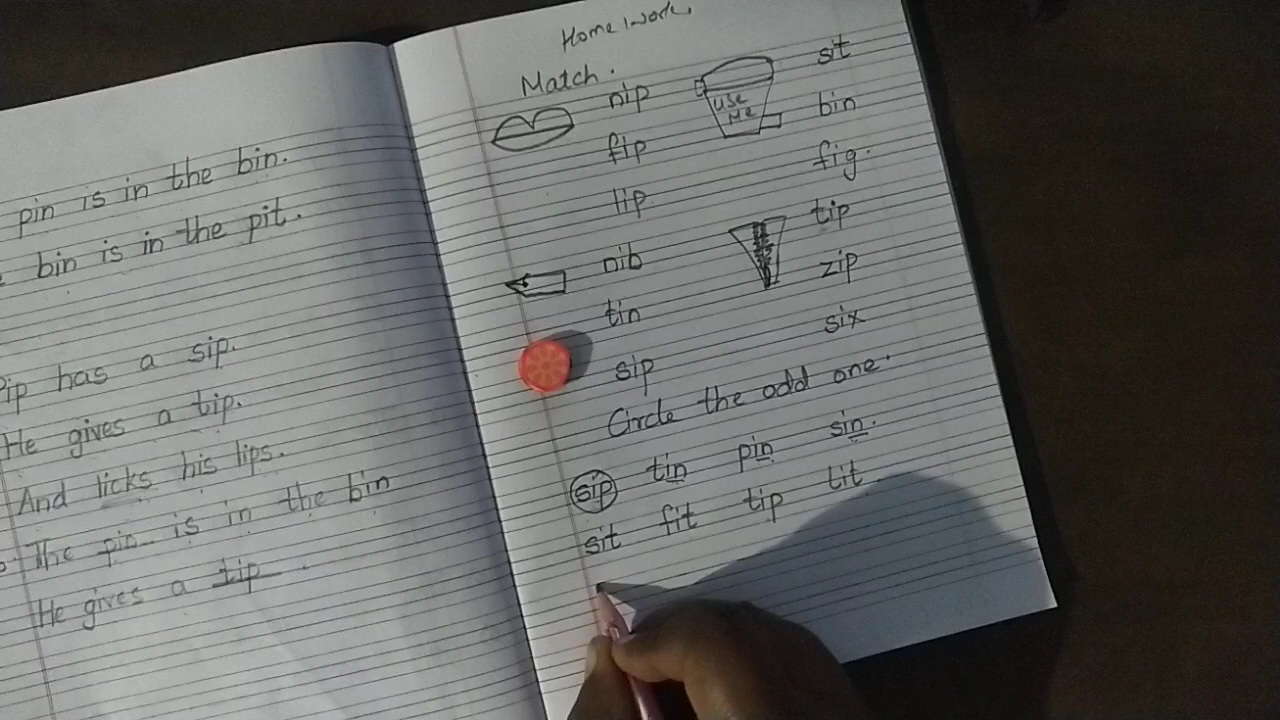 pin is in the bin.
bin is in the pit.
Pip has a sip.
He gives a tip.
And licks his lips.
The pin is in the bin
He gives a tip.
Home Work
Match.
nip
fip
lip
nib
tin
sip
USE
ME
sit
bin
fig.
tip
zip
six
Circle the odd one.
sip tin pin sin.
sit fit tip lit